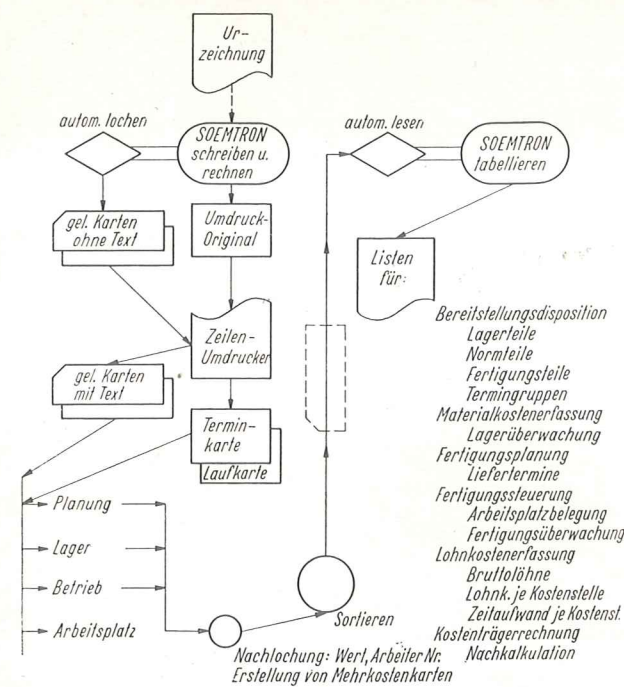 Ur-
zeichnung
autom. lochen
SOEMTRON
schreiben u.
rechnen
gel. Karten
ohne Text
Umdruck-
Original
Zeilen-
Umdrucker
gel. Karten
mit Text
Termin-
karte
Laufkarte
Planung
Lager
Betrieb
Arbeitsplatz
Nachlochung: Wert, Arbeiter Nr.
Erstellung von Mehrkostenkarten
Sortieren
autom. lesen
SOEMTRON
tabellieren
Listen
für:
Bereitstellungsdisposition
Lagerteile
Normteile
Fertigungsteile
Termingruppen
Materialkostenerfassung
Lagerüberwachung
Fertigungsplanung
Liefertermine
Fertigungssteuerung
Arbeitsplatzbelegung
Fertigungsüberwachung
Lohnkostenerfassung
Bruttolöhne
Lohnk. je Kostenstelle
Zeitaufwand je Kostenst.
Kostenträgerrechnung
Nachkalkulation